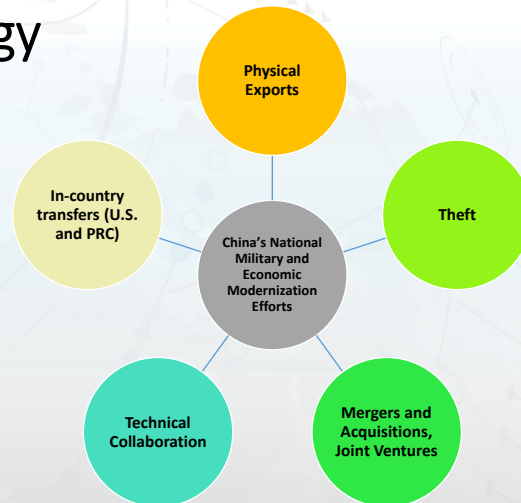 gy
Physical
Exports
In-country
transfers (U.S.
and PRC)
Theft
China's National
Military and
Economic
Modernization
Efforts
Technical
Collaboration
Mergers and
Acquisitions,
Joint Ventures